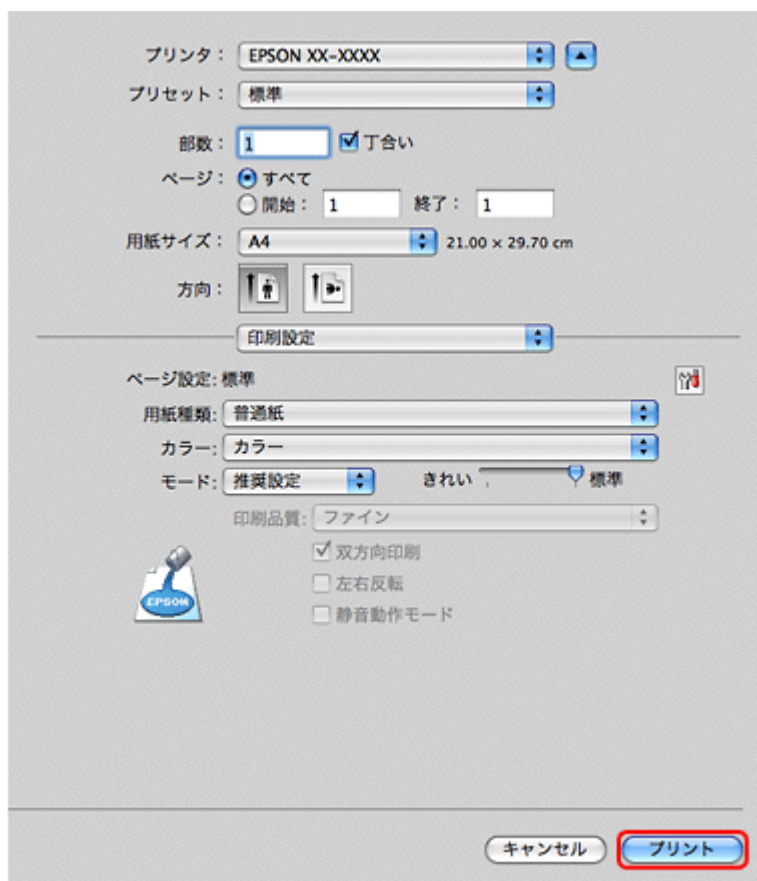 プリンタ： EPSON XX-XXXX
プリセット： 標準
部数： 1 丁合い
ページ： すべて
開始： 1 終了： 1
用紙サイズ： A4 21.00 × 29.70 cm
方向：
印刷設定
ページ設定: 標準
用紙種類: 普通紙
カラー: カラー
モード: 推奨設定 きれい 標準
印刷品質: ファイン
双方向印刷
左右反転
EPSON
静音動作モード
キャンセル プリント